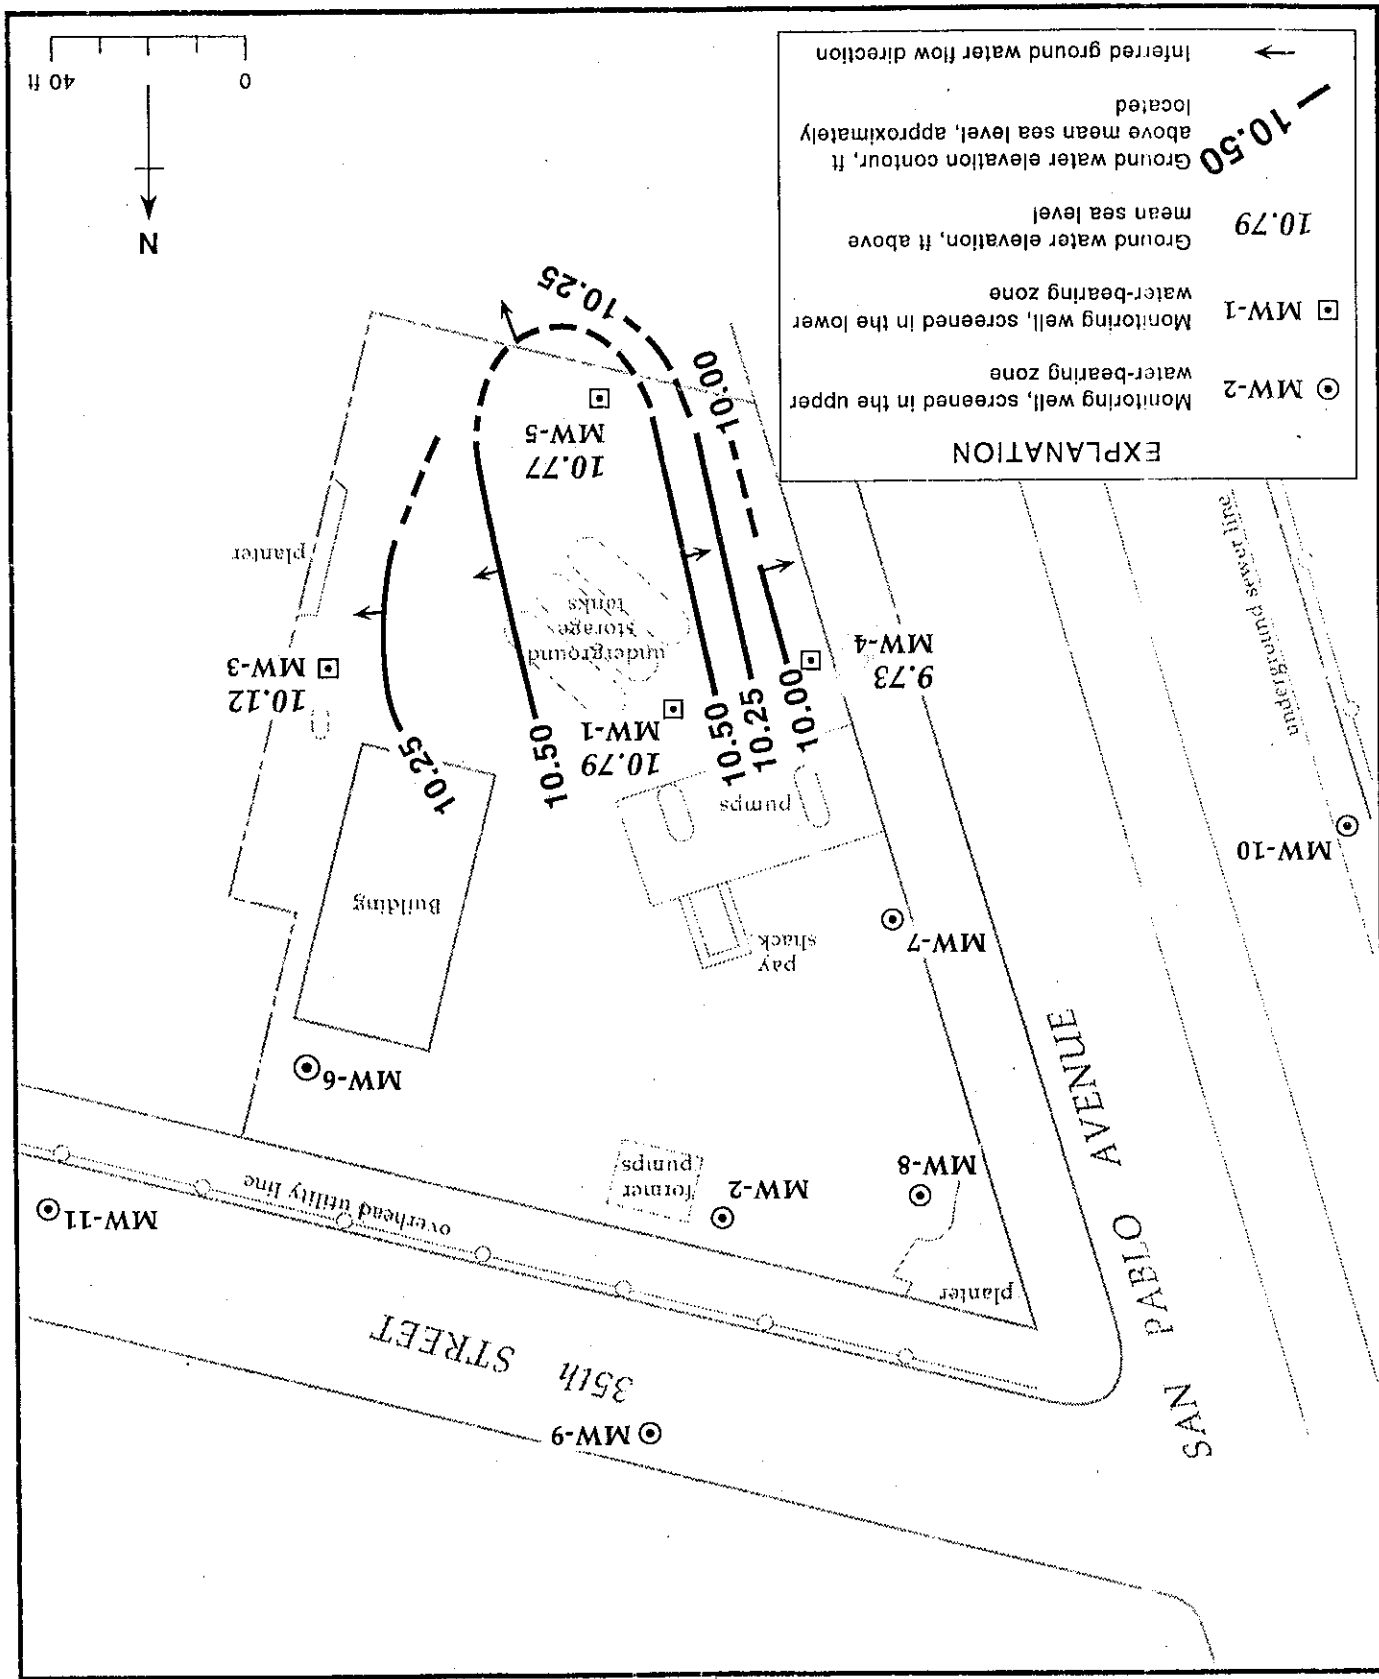 SAN PABLO AVENUE
35th STREET
MW-9
planter
MW-8
MW-2
former
pumps
overhead utility line
MW-11
MW-6
MW-7
pay
shack
Building
MW-10
pumps
10.79
MW-1
10.50
10.25
10.00
10.50
10.25
9.73
MW-4
10.12
MW-3
underground
storage
tanks
planter
underground sewer line
10.77
MW-5
10.00
10.25
EXPLANATION
MW-2 Monitoring well, screened in the upper
water-bearing zone
MW-1 Monitoring well, screened in the lower
water-bearing zone
10.79 Ground water elevation, ft above
mean sea level
10.50 Ground water elevation contour, ft
above mean sea level, approximately
located
Inferred ground water flow direction
N
0 40 ft